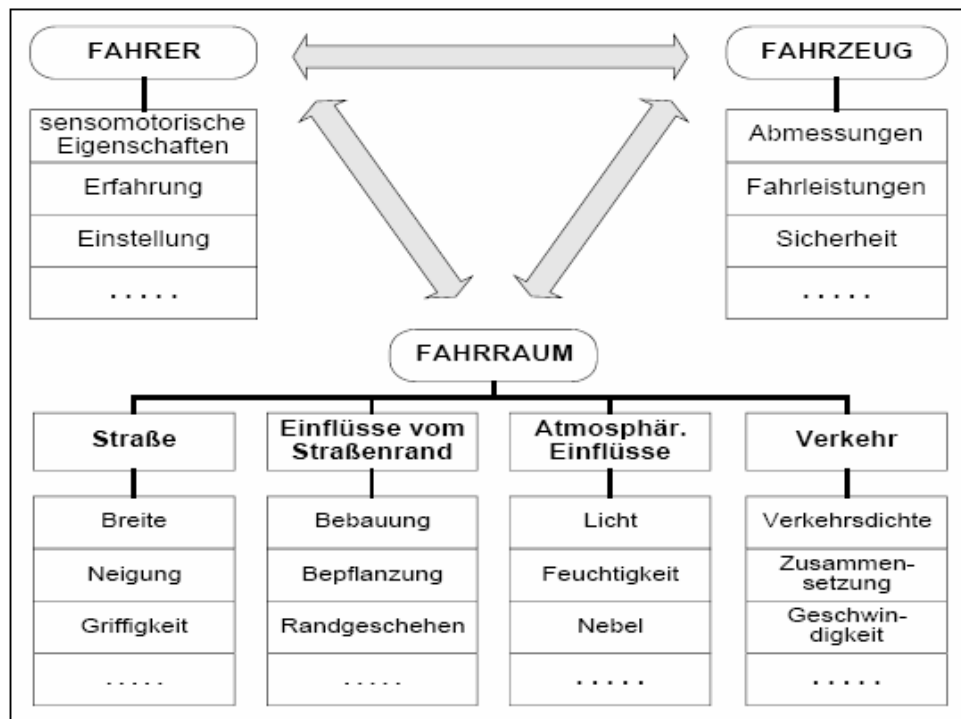 FAHRER
FAHRZEUG
sensomotorische
Eigenschaften
Erfahrung
Einstellung
. . . . .
Abmessungen
Fahrleistungen
Sicherheit
. . . . .
FAHRRAUM
Straße
Breite
Neigung
Griffigkeit
. . . . .
Einflüsse vom
Straßenrand
Bebauung
Bepflanzung
Randgeschehen
. . . . .
Atmosphär.
Einflüsse
Licht
Feuchtigkeit
Nebel
. . . . .
Verkehr
Verkehrsdichte
Zusammen-
setzung
Geschwin-
digkeit
. . . . .